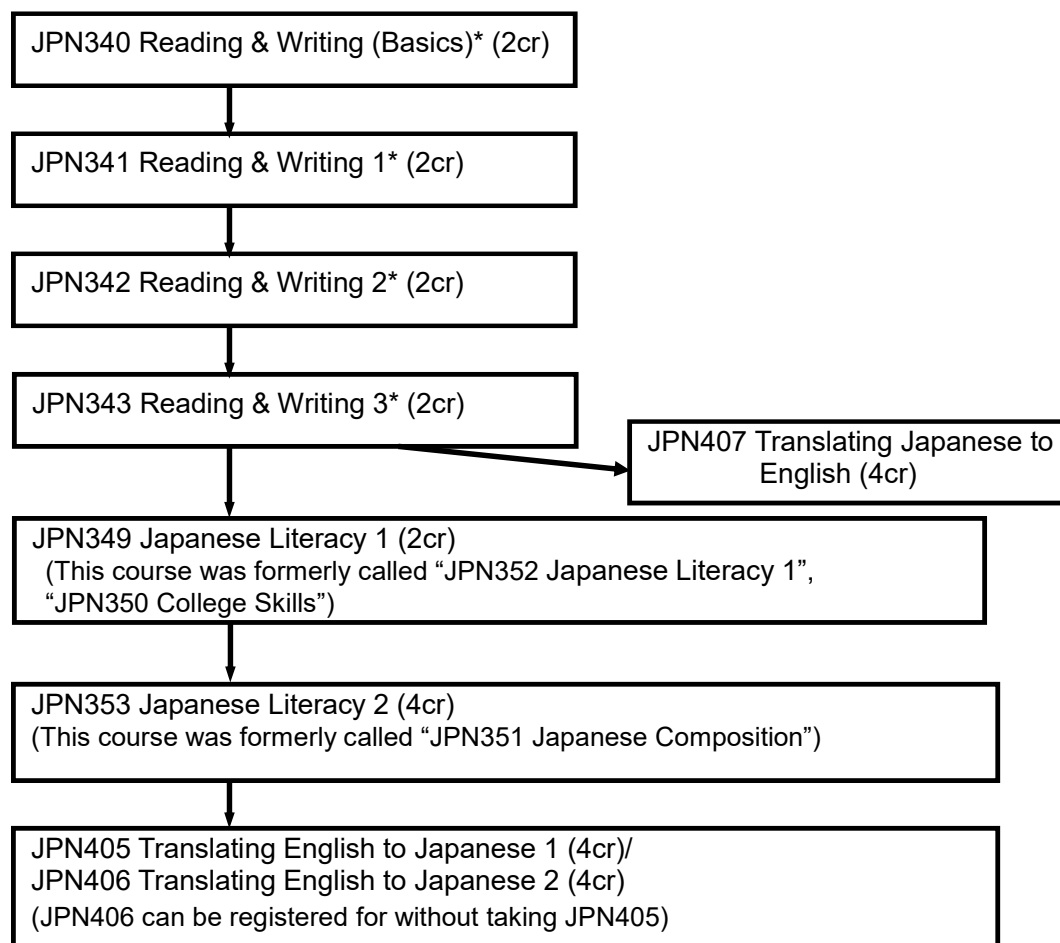 JPN340 Reading & Writing (Basics)* (2cr)
JPN341 Reading & Writing 1* (2cr)
JPN342 Reading & Writing 2* (2cr)
JPN343 Reading & Writing 3* (2cr)
JPN407 Translating Japanese to
English (4cr)
JPN349 Japanese Literacy 1 (2cr)
(This course was formerly called “JPN352 Japanese Literacy 1”,
“JPN350 College Skills”)
JPN353 Japanese Literacy 2 (4cr)
(This course was formerly called “JPN351 Japanese Composition”)
JPN405 Translating English to Japanese 1 (4cr)/
JPN406 Translating English to Japanese 2 (4cr)
(JPN406 can be registered for without taking JPN405)